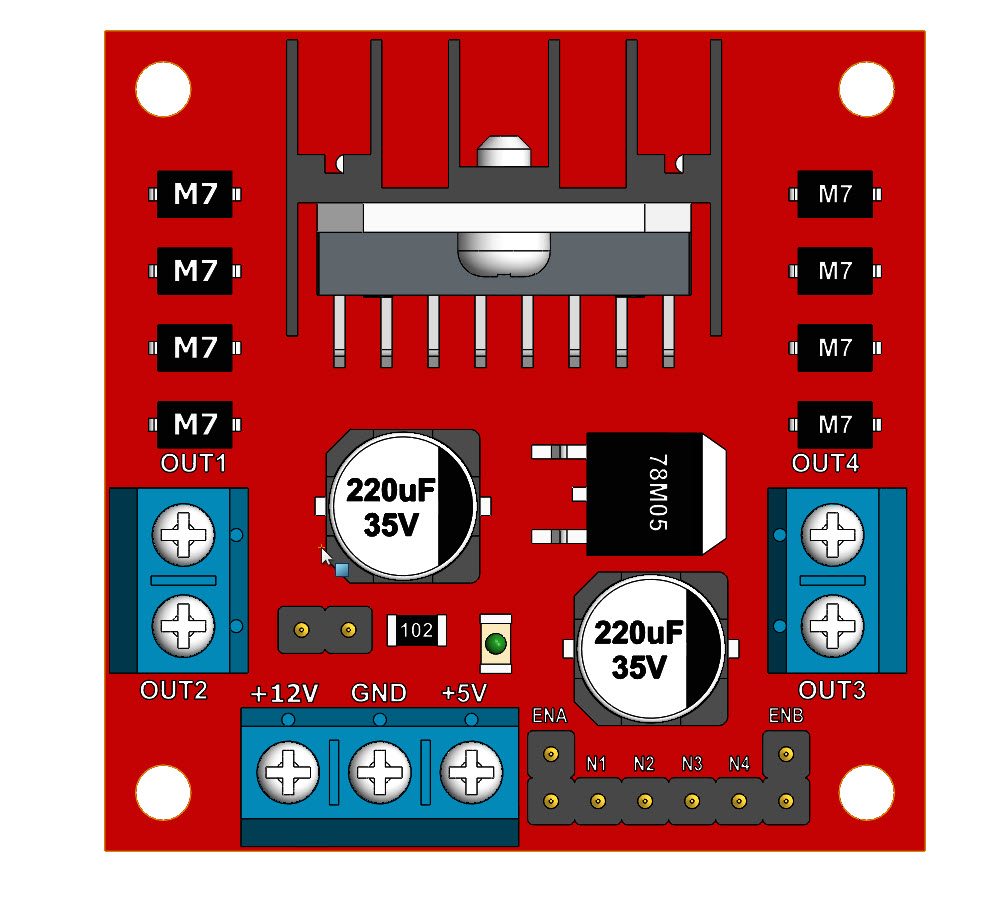 M7
M7
M7
M7
M7
M7
M7
M7
OUT1
OUT4
220uF
35V
78M05
220uF
35V
102
OUT2
OUT3
+12V GND +5V
ENA
ENB
N1 N2 N3 N4